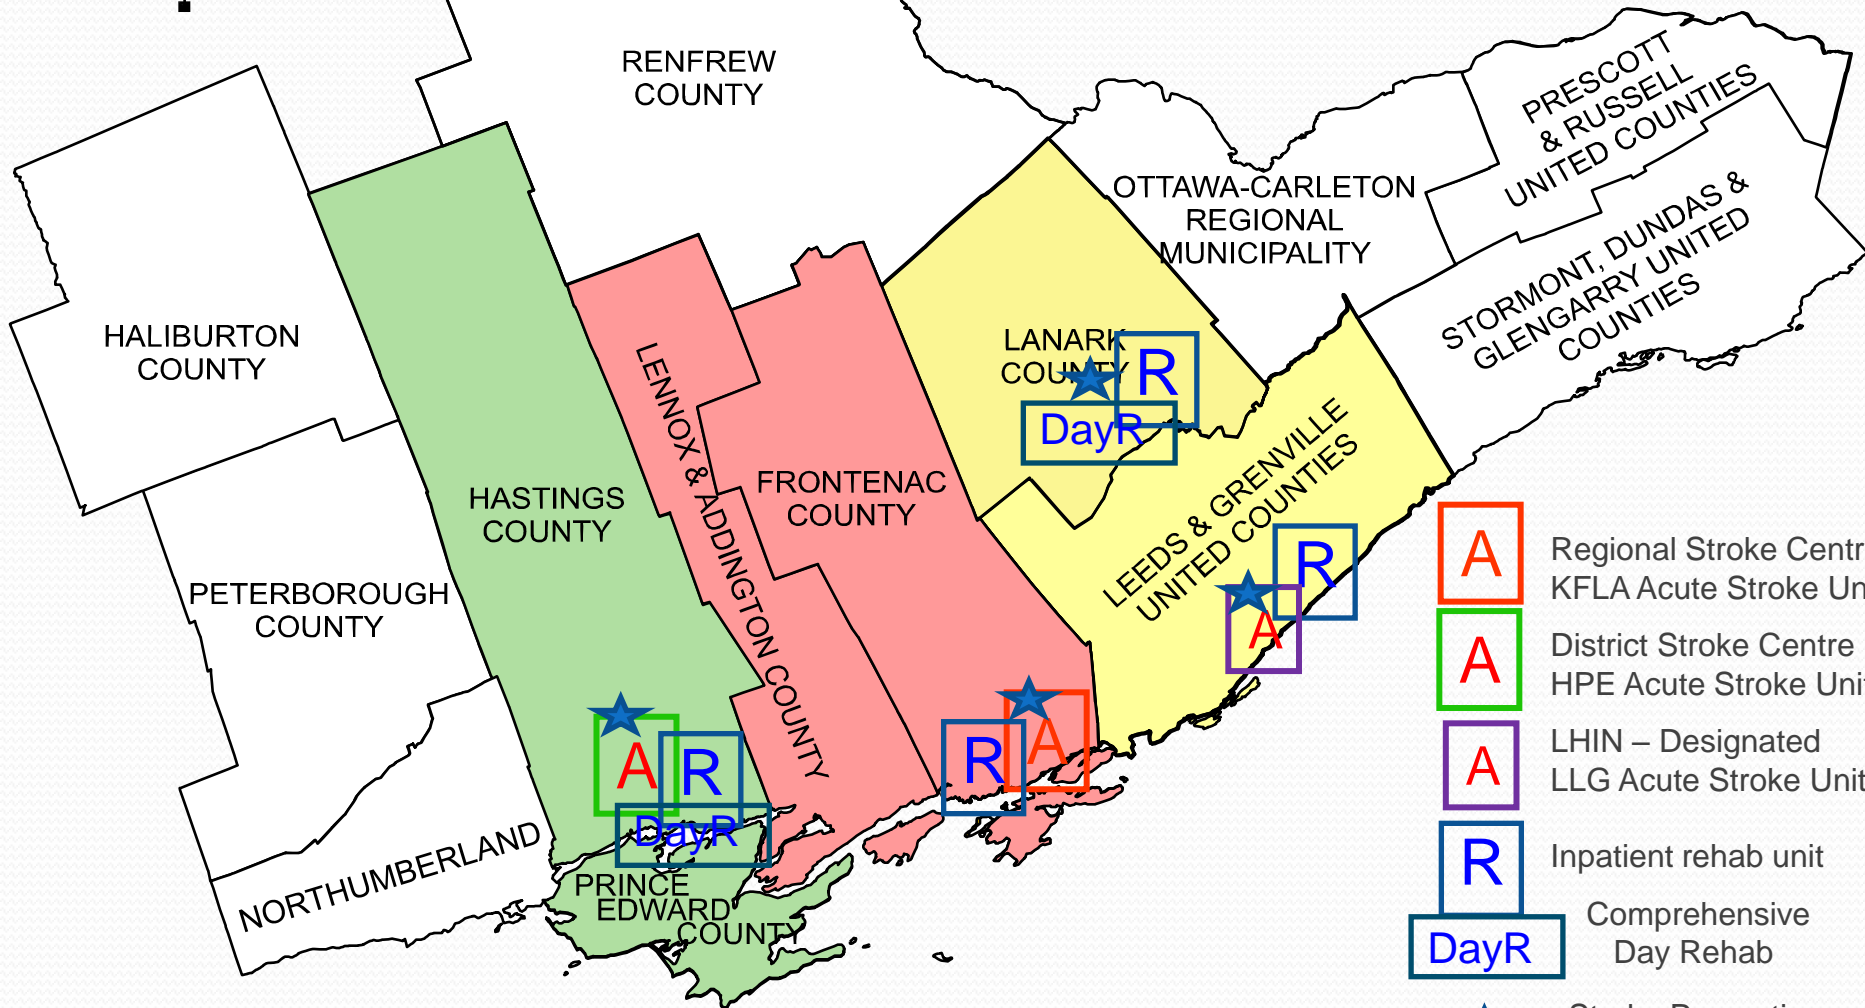 RENFREW
COUNTY
PRESCOTT
& RUSSELL
UNITED COUNTIES
OTTAWA-CARLETON
REGIONAL
MUNICIPALITY
STORMONT, DUNDAS &
GLENGARRY UNITED
COUNTIES
HALIBURTON
COUNTY
LANARK
COUNTY
R
DayR
LENNOX & ADDINGTON COUNTY
HASTINGS
COUNTY
FRONTENAC
COUNTY
LEEDS & GRENVILLE
UNITED COUNTIES
R
A
PETERBOROUGH
COUNTY
A
R
DayR
R
A
NORTHUMBERLAND
PRINCE
EDWARD
COUNTY
A
Regional Stroke Centr
KFLA Acute Stroke Un
A
District Stroke Centre
HPE Acute Stroke Unit
A
LHIN – Designated
LLG Acute Stroke Unit
R
Inpatient rehab unit
DayR
Comprehensive
Day Rehab